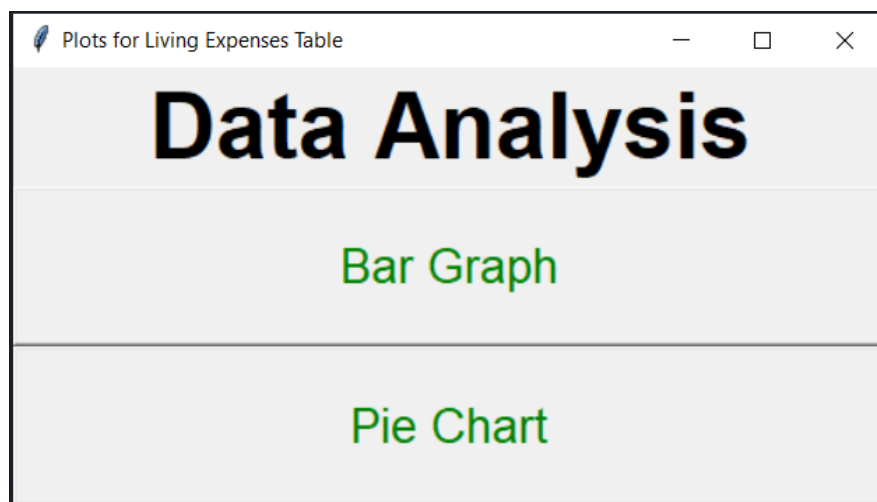 Plots for Living Expenses Table
Data Analysis
Bar Graph
Pie Chart